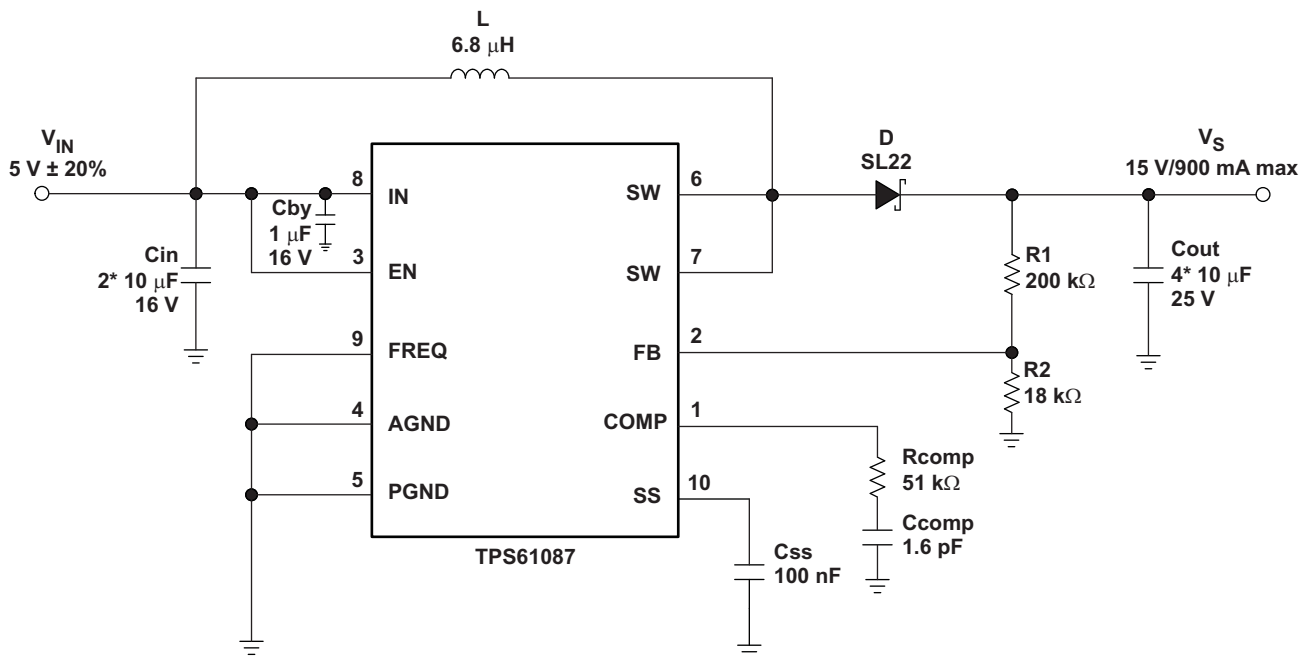 L
6.8 μH
V_IN
5 V ± 20%
D
SL22
V_S
15 V/900 mA max
8
IN
SW
6
Cby
1 μF
16 V
3
EN
SW
7
Cin
2* 10 μF
16 V
R1
200 kΩ
Cout
4* 10 μF
25 V
9
FREQ
FB
2
R2
18 kΩ
4
AGND
COMP
1
Rcomp
51 kΩ
5
PGND
SS
10
Ccomp
1.6 pF
TPS61087
Css
100 nF